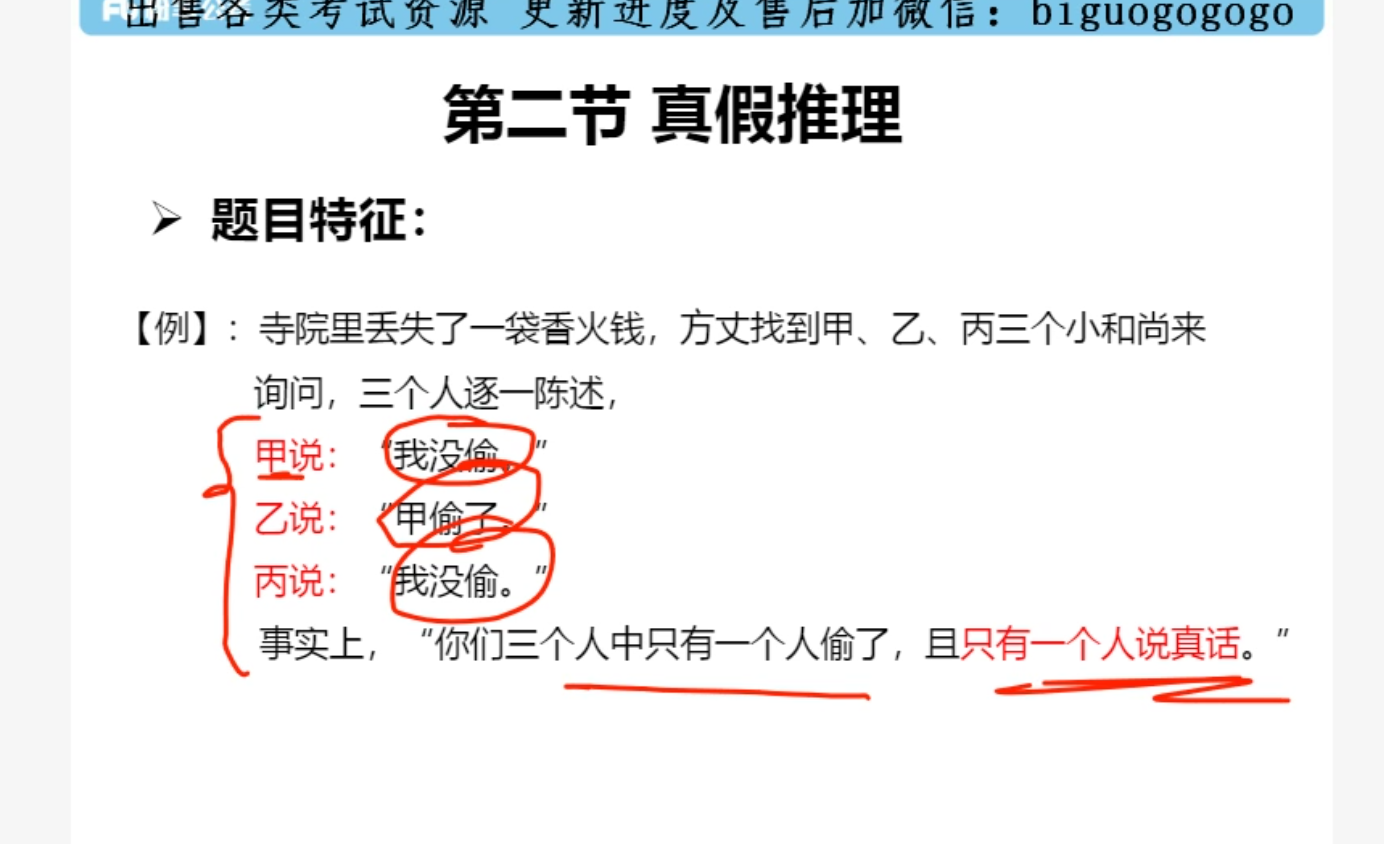 出售各类考试资源 更新进度及售后加微信：biguogogogo
第二节 真假推理
➢ 题目特征：
【例】：寺院里丢失了一袋香火钱，方丈找到甲、乙、丙三个小和尚来
询问，三个人逐一陈述，
甲说：“我没偷。”
乙说：“甲偷了。”
丙说：“我没偷。”
事实上，“你们三个人中只有一个人偷了，且只有一个人说真话。”